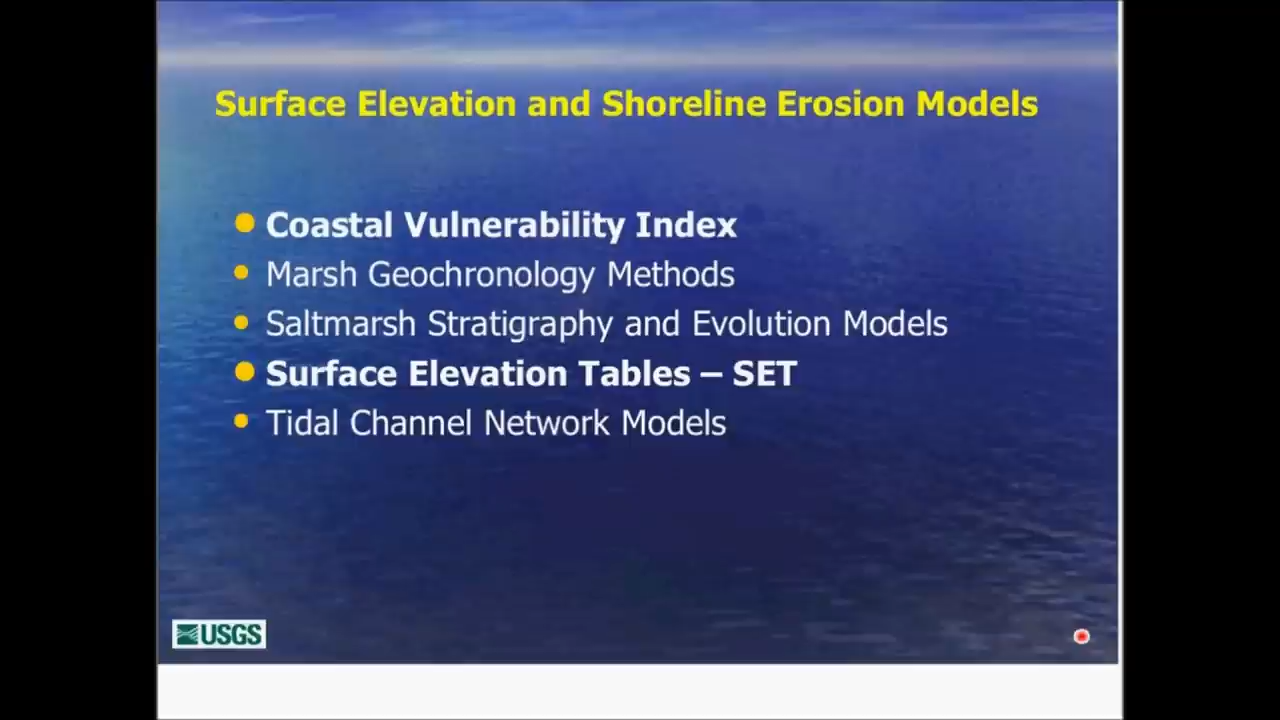 Surface Elevation and Shoreline Erosion Models
Coastal Vulnerability Index
Marsh Geochronology Methods
Saltmarsh Stratigraphy and Evolution Models
Surface Elevation Tables – SET
Tidal Channel Network Models
USGS